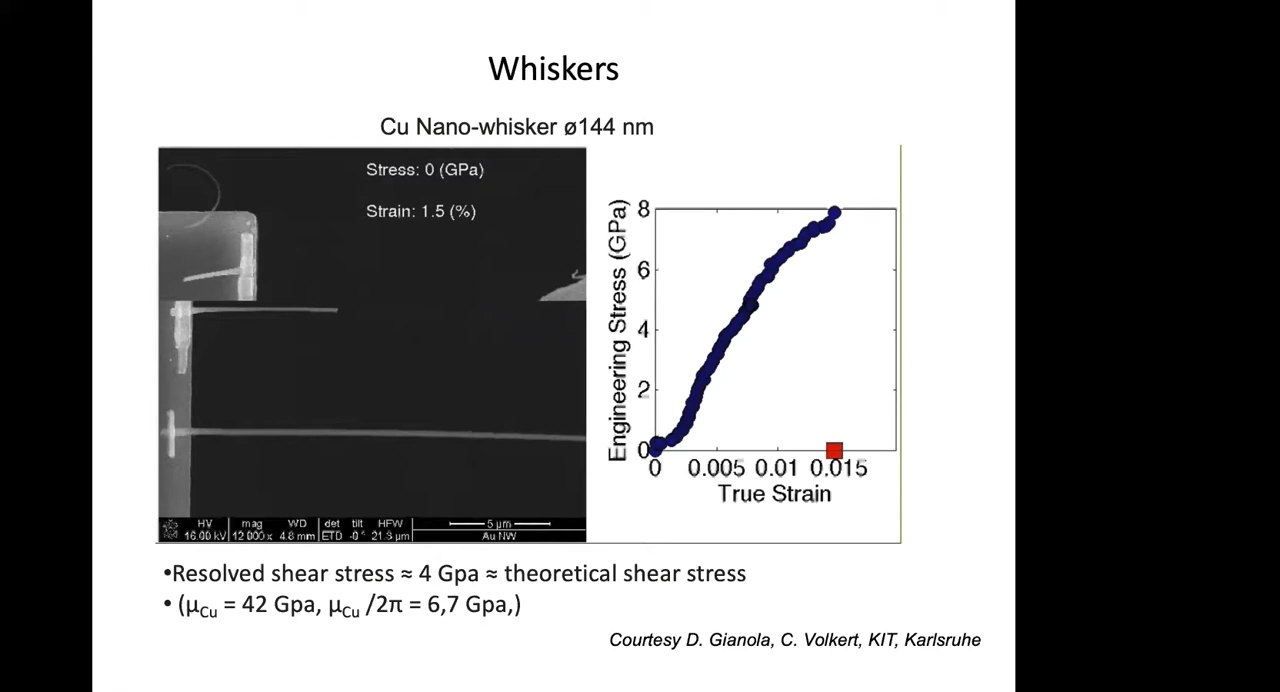 Whiskers
Cu Nano-whisker ø144 nm
Stress: 0 (GPa)
Strain: 1.5 (%)
HV mag WD det tilt HFW 5 µm
16.00 kV 12 000 x 4.8 mm ETD -0 ° 21.3 µm Au NW
Engineering Stress (GPa)
8
6
4
2
0
0 0.005 0.01 0.015
True Strain
•Resolved shear stress ≈ 4 Gpa ≈ theoretical shear stress
• (μCu = 42 Gpa, μCu /2π = 6,7 Gpa,)
Courtesy D. Gianola, C. Volkert, KIT, Karlsruhe